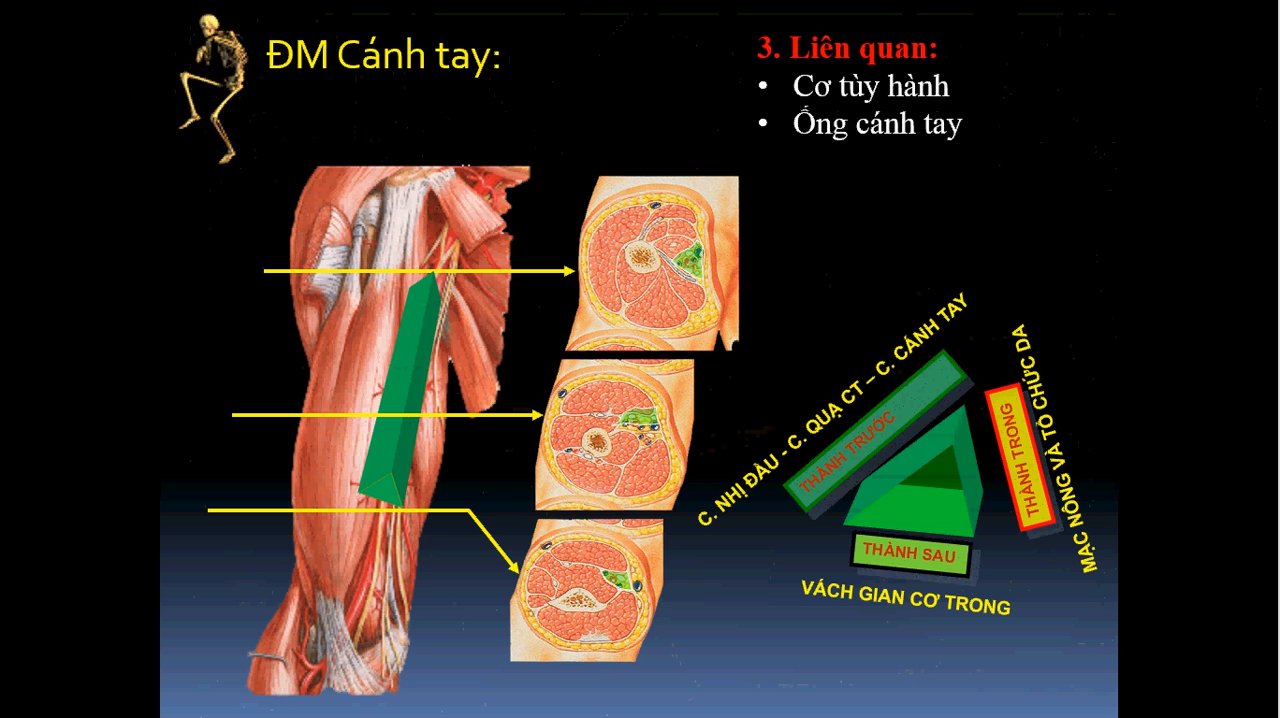 ĐM Cánh tay:
3. Liên quan:
• Cơ tùy hành
• Ống cánh tay
C. NHỊ ĐẦU - C. QUẠ CT – C. CÁNH TAY
THÀNH TRƯỚC
THÀNH TRONG
MẠC NÔNG VÀ TỔ CHỨC DA
THÀNH SAU
VÁCH GIAN CƠ TRONG